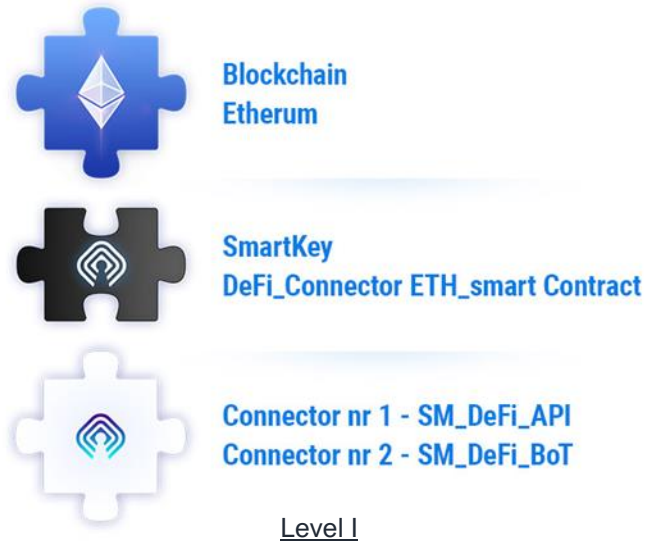 Blockchain
Etherum
SmartKey
DeFi_Connector ETH_smart Contract
Connector nr 1 - SM_DeFi_API
Connector nr 2 - SM_DeFi_BoT
Level I